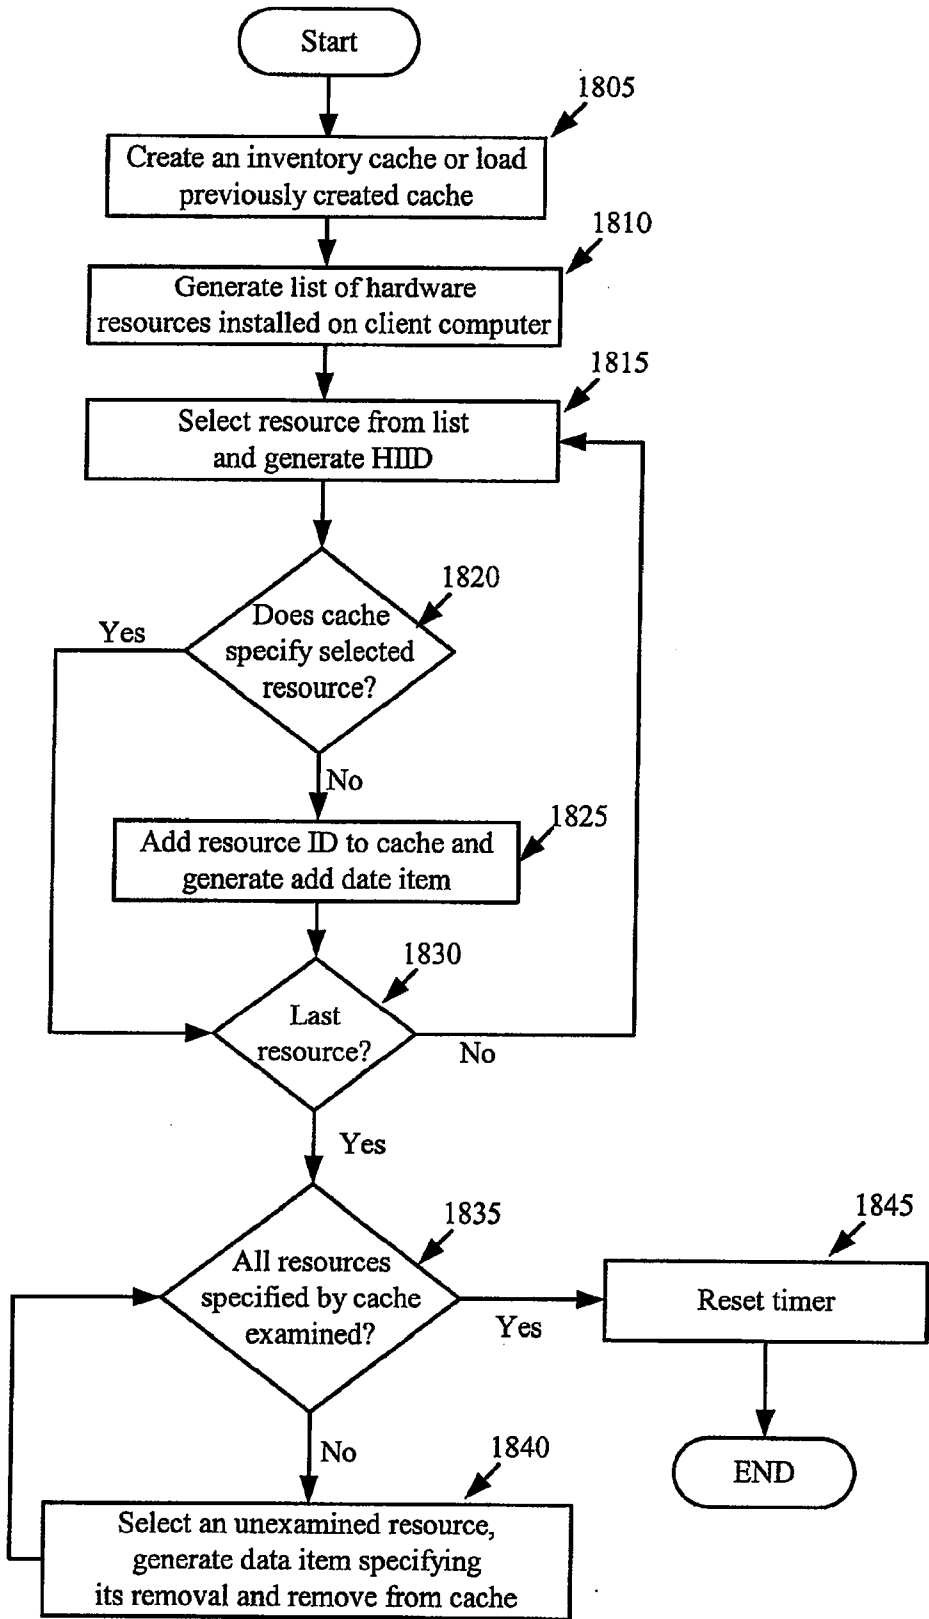 Start
1805
Create an inventory cache or load
previously created cache
1810
Generate list of hardware
resources installed on client computer
1815
Select resource from list
and generate HIID
1820
Does cache
specify selected
resource?
Yes
No
1825
Add resource ID to cache and
generate add date item
1830
Last
resource?
No
Yes
1835
All resources
specified by cache
examined?
Yes
1845
Reset timer
No
END
1840
Select an unexamined resource,
generate data item specifying
its removal and remove from cache